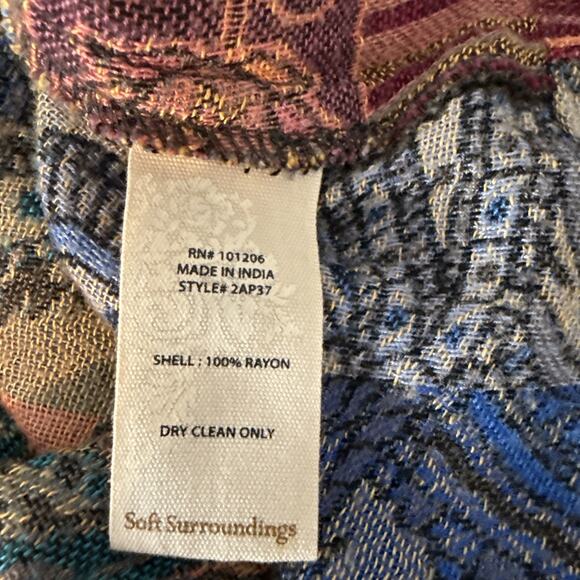 RN# 101206
MADE IN INDIA
STYLE# 2AP37
SHELL : 100% RAYON
DRY CLEAN ONLY
Soft Surroundings